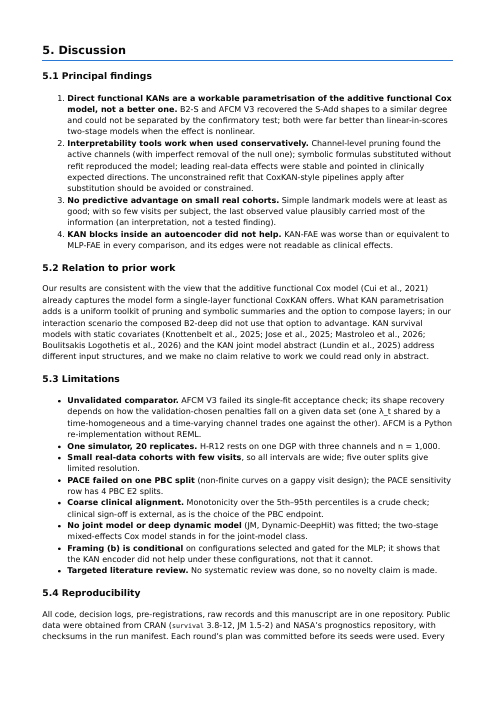 5. Discussion
5.1 Principal findings
1. Direct functional KANs are a workable parametrisation of the additive functional Cox
model, not a better one. B2-S and AFCM V3 recovered the S-Add shapes to a similar degree
and could not be separated by the confirmatory test; both were far better than linear-in-scores
two-stage models when the effect is nonlinear.
2. Interpretability tools work when used conservatively. Channel-level pruning found the
active channels (with imperfect removal of the null one); symbolic formulas substituted without
refit reproduced the model; leading real-data effects were stable and pointed in clinically
expected directions. The unconstrained refit that CoxKAN-style pipelines apply after
substitution should be avoided or constrained.
3. No predictive advantage on small real cohorts. Simple landmark models were at least as
good; with so few visits per subject, the last observed value plausibly carried most of the
information (an interpretation, not a tested finding).
4. KAN blocks inside an autoencoder did not help. KAN-FAE was worse than or equivalent to
MLP-FAE in every comparison, and its edges were not readable as clinical effects.
5.2 Relation to prior work
Our results are consistent with the view that the additive functional Cox model (Cui et al., 2021)
already captures the model form a single-layer functional CoxKAN offers. What KAN parametrisation
adds is a uniform toolkit of pruning and symbolic summaries and the option to compose layers; in our
interaction scenario the composed B2-deep did not use that option to advantage. KAN survival
models with static covariates (Knottenbelt et al., 2025; Jose et al., 2025; Mastroleo et al., 2026;
Boulitsakis Logothetis et al., 2026) and the KAN joint model abstract (Lundin et al., 2025) address
different input structures, and we make no claim relative to work we could read only in abstract.
5.3 Limitations
• Unvalidated comparator. AFCM V3 failed its single-fit acceptance check; its shape recovery
depends on how the validation-chosen penalties fall on a given data set (one λ_t shared by a
time-homogeneous and a time-varying channel trades one against the other). AFCM is a Python
re-implementation without REML.
• One simulator, 20 replicates. H-R12 rests on one DGP with three channels and n = 1,000.
• Small real-data cohorts with few visits, so all intervals are wide; five outer splits give
limited resolution.
• PACE failed on one PBC split (non-finite curves on a gappy visit design); the PACE sensitivity
row has 4 PBC E2 splits.
• Coarse clinical alignment. Monotonicity over the 5th–95th percentiles is a crude check;
clinical sign-off is external, as is the choice of the PBC endpoint.
• No joint model or deep dynamic model (JM, Dynamic-DeepHit) was fitted; the two-stage
mixed-effects Cox model stands in for the joint-model class.
• Framing (b) is conditional on configurations selected and gated for the MLP; it shows that
the KAN encoder did not help under these configurations, not that it cannot.
• Targeted literature review. No systematic review was done, so no novelty claim is made.
5.4 Reproducibility
All code, decision logs, pre-registrations, raw records and this manuscript are in one repository. Public
data were obtained from CRAN (survival 3.8-12, JM 1.5-2) and NASA's prognostics repository, with
checksums in the run manifest. Each round's plan was committed before its seeds were used. Every